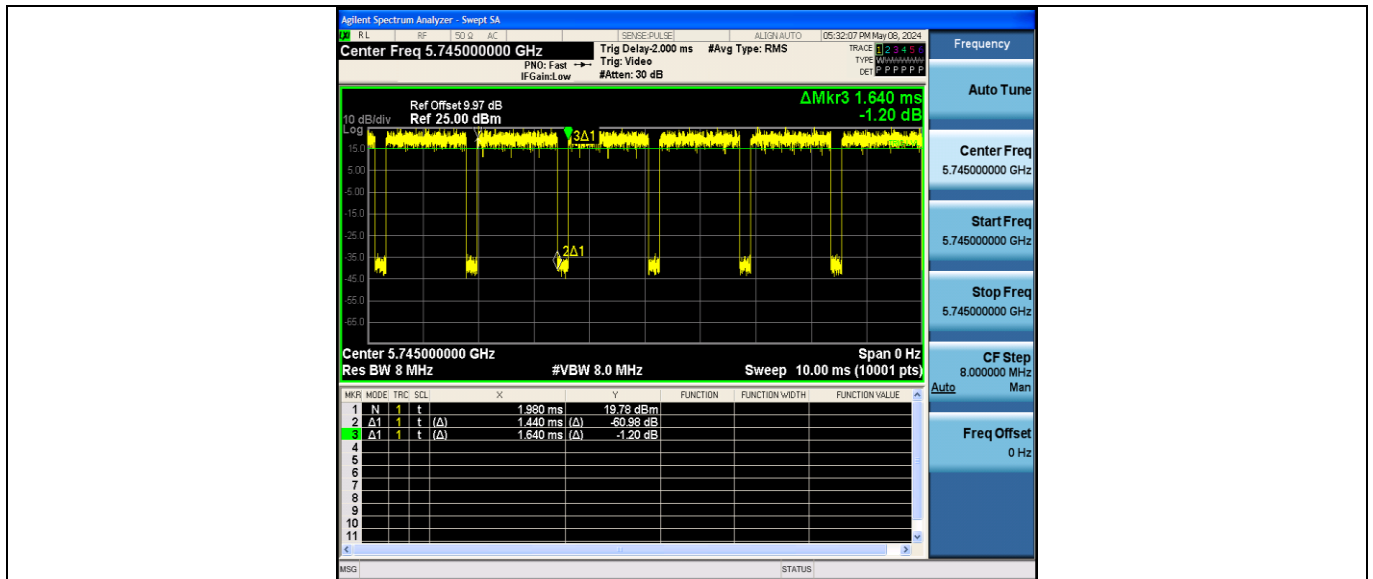 Agilent Spectrum Analyzer - Swept SA
RL RF 50 Ω AC SENSE:PULSE ALIGN AUTO 05:32:07 PM May 08, 2024
Center Freq 5.745000000 GHz
PNO: Fast
IFGain:Low
Trig Delay-2.000 ms
Trig: Video
#Atten: 30 dB
#Avg Type: RMS
TRACE 1 2 3 4 5 6
TYPE
DET P P P P P P
Frequency
Auto Tune
Center Freq
5.745000000 GHz
Start Freq
5.745000000 GHz
Stop Freq
5.745000000 GHz
CF Step
8.000000 MHz
Auto Man
Freq Offset
0 Hz
ΔMkr3 1.640 ms
-1.20 dB
Ref Offset 9.97 dB
10 dB/div Ref 25.00 dBm
Log
15.0
5.00
-5.00
-15.0
-25.0
-35.0
-45.0
-55.0
-65.0
3Δ1
2Δ1
Center 5.745000000 GHz Span 0 Hz
Res BW 8 MHz #VBW 8.0 MHz Sweep 10.00 ms (10001 pts)
MKR MODE TRC SCL X Y FUNCTION FUNCTION WIDTH FUNCTION VALUE
1 N 1 t 1.980 ms 19.78 dBm
2 Δ1 1 t (Δ) 1.440 ms (Δ) -60.98 dB
3 Δ1 1 t (Δ) 1.640 ms (Δ) -1.20 dB
4
5
6
7
8
9
10
11
MSG STATUS